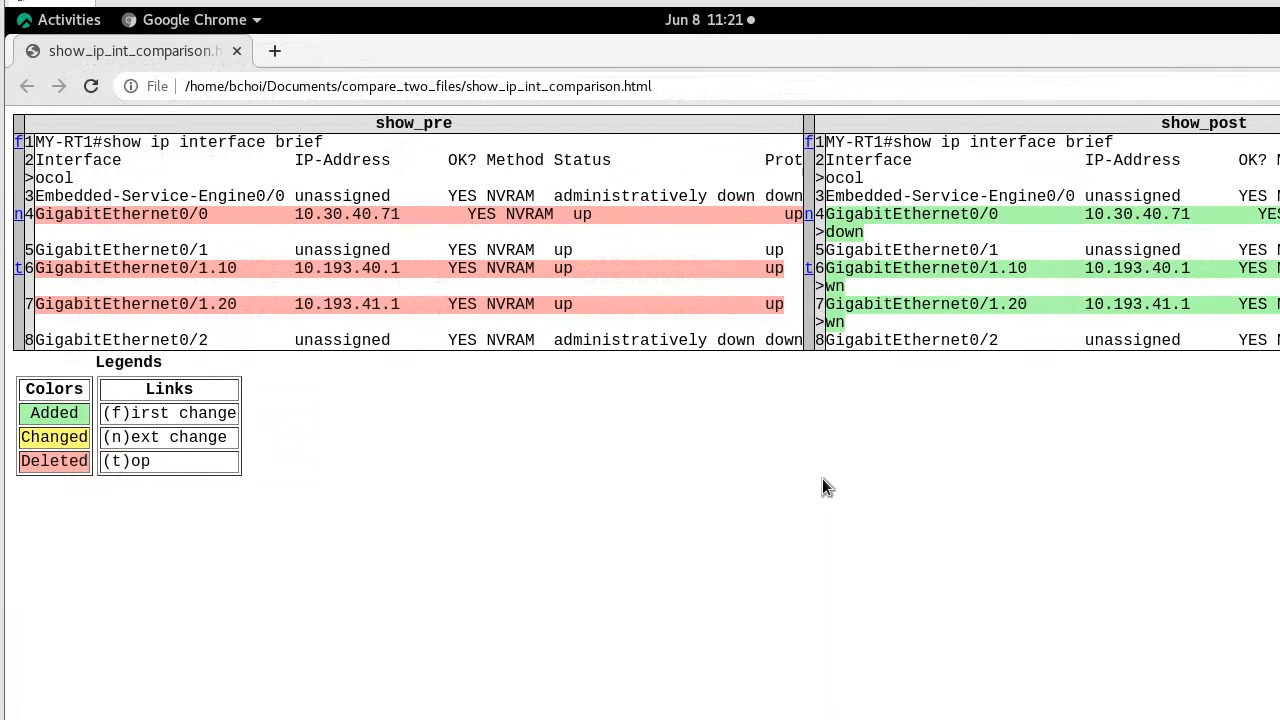 Activities Google Chrome Jun 8 11:21
show_ip_int_comparison.h
File /home/bchoi/Documents/compare_two_files/show_ip_int_comparison.html
show_pre show_post
f 1 MY-RT1#show ip interface brief f 1 MY-RT1#show ip interface brief
2 Interface IP-Address OK? Method Status Prot 2 Interface IP-Address OK?
> ocol > ocol
3 Embedded-Service-Engine0/0 unassigned YES NVRAM administratively down down 3 Embedded-Service-Engine0/0 unassigned YES
n 4 GigabitEthernet0/0 10.30.40.71 YES NVRAM up up n 4 GigabitEthernet0/0 10.30.40.71 YES
> down
5 GigabitEthernet0/1 unassigned YES NVRAM up up 5 GigabitEthernet0/1 unassigned YES
t 6 GigabitEthernet0/1.10 10.193.40.1 YES NVRAM up up t 6 GigabitEthernet0/1.10 10.193.40.1 YES
> wn
7 GigabitEthernet0/1.20 10.193.41.1 YES NVRAM up up 7 GigabitEthernet0/1.20 10.193.41.1 YES
> wn
8 GigabitEthernet0/2 unassigned YES NVRAM administratively down down 8 GigabitEthernet0/2 unassigned YES
Legends
Colors Links
Added (f)irst change
Changed (n)ext change
Deleted (t)op